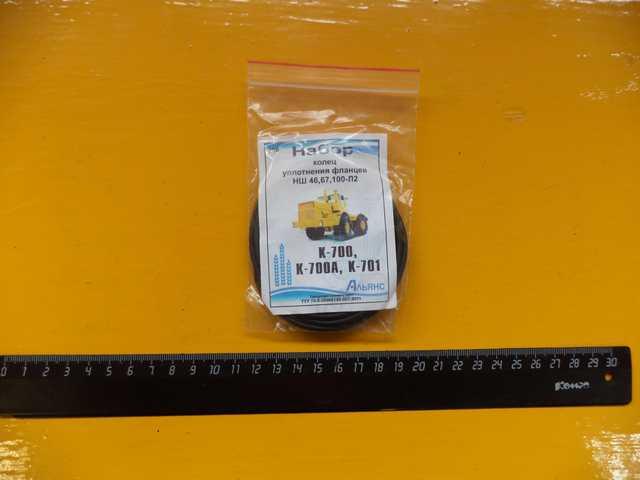 Набор
колец
уплотнения фланцев
НШ 46,67,100-П2
К-700,
К-700А, К-701
Альянс
0 1 2 3 4 5 6 7 8 9 10 11 12 13 14 15 16 17 18 19 20 21 22 23 24 25 26 27 28 29 30